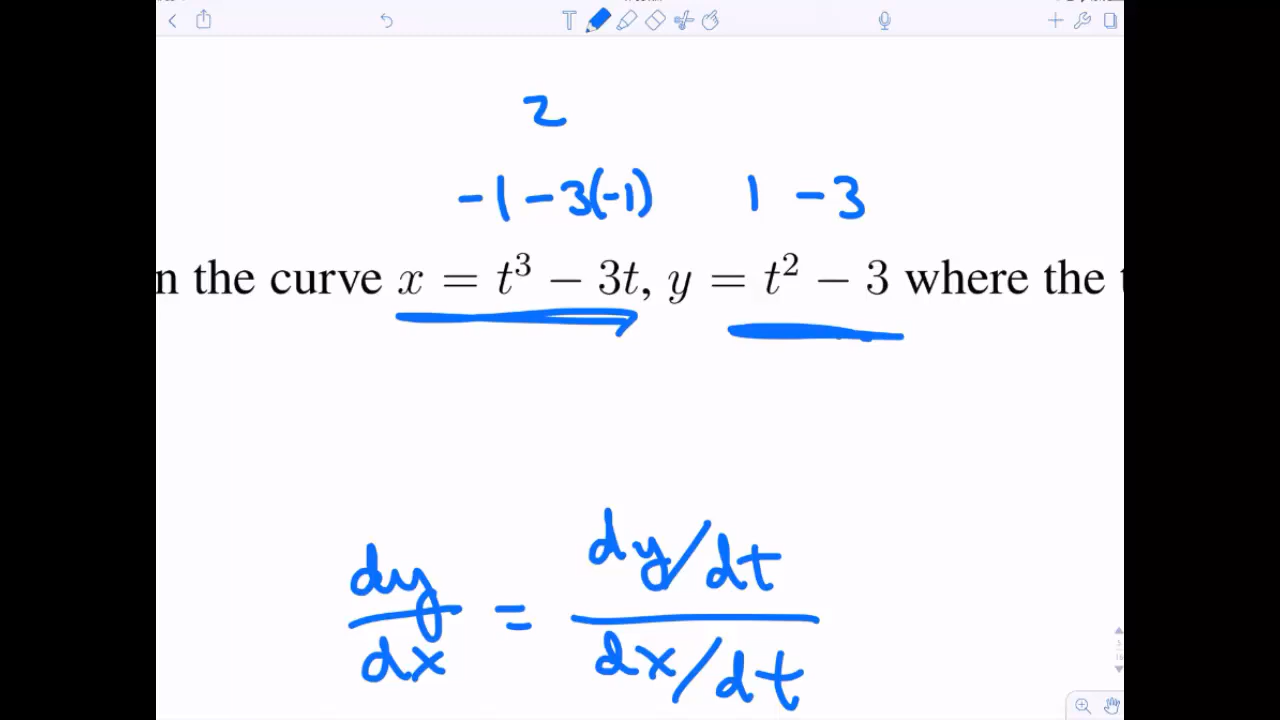 2
-1 - 3(-1) 1 - 3
n the curve x = t³ − 3t, y = t² − 3 where the
dy/dt
dy = 
dx dx/dt